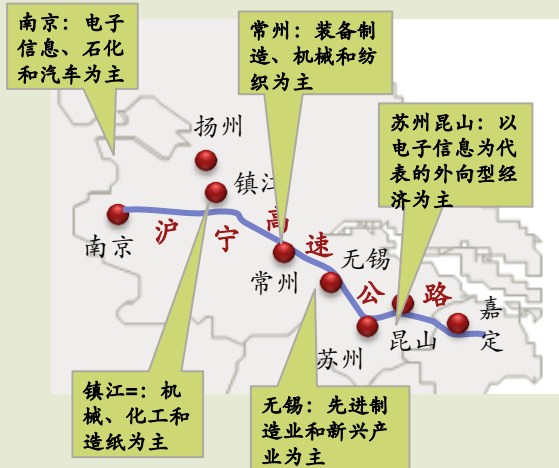 南京：电子
信息、石化
和汽车为主
常州：装备制
造、机械和纺
织为主
苏州昆山：以
电子信息为代
表的外向型经
济为主
扬州
镇江
南京
沪宁高速公路
常州
无锡
苏州
昆山
嘉定
镇江=：机
械、化工和
造纸为主
无锡：先进制
造业和新兴产
业为主